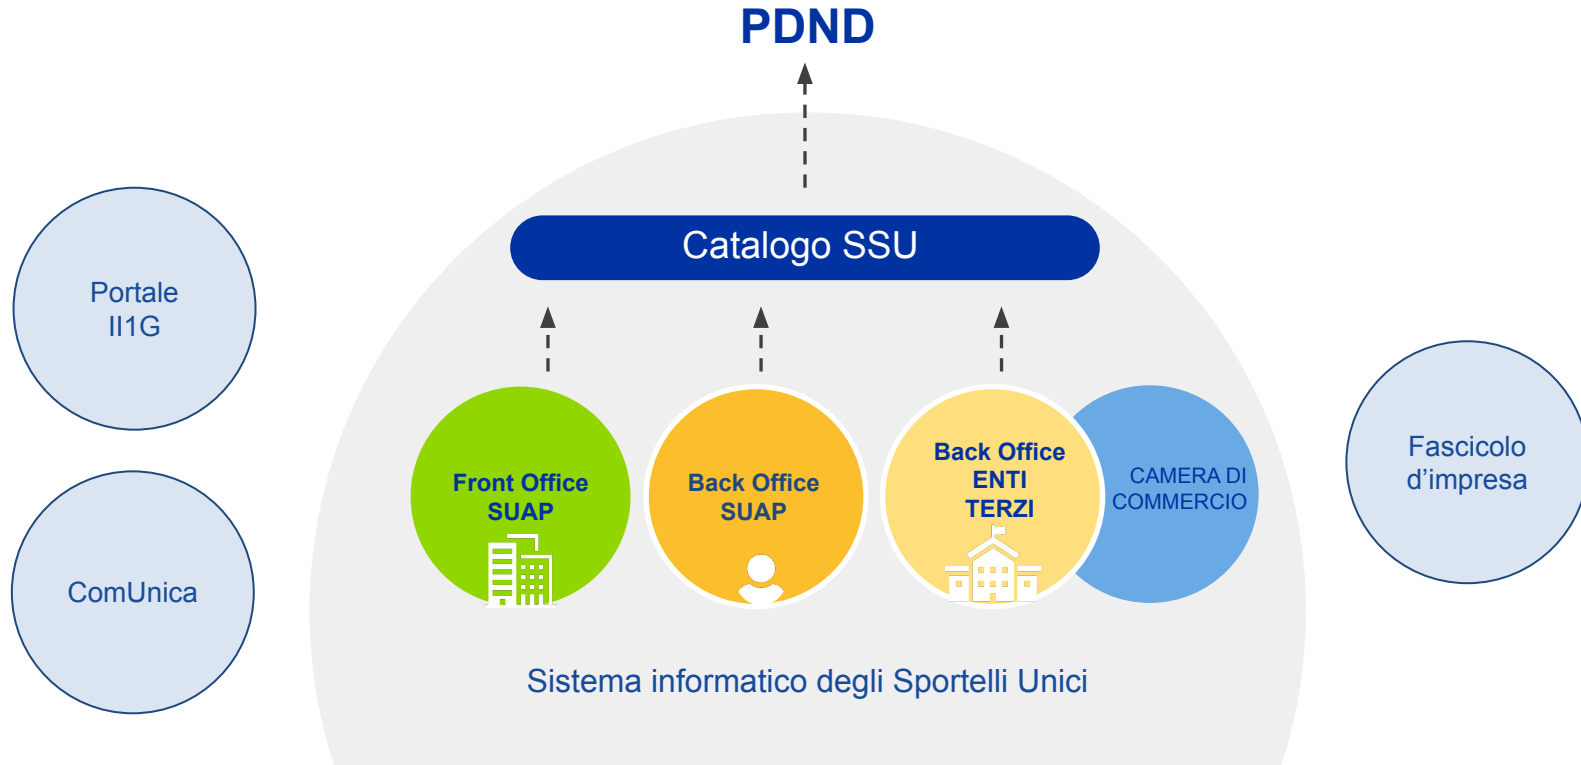 PDND
Catalogo SSU
Portale
II1G
ComUnica
Front Office
SUAP
Back Office
SUAP
Back Office
ENTI
TERZI
CAMERA DI
COMMERCIO
Fascicolo
d’impresa
Sistema informatico degli Sportelli Unici